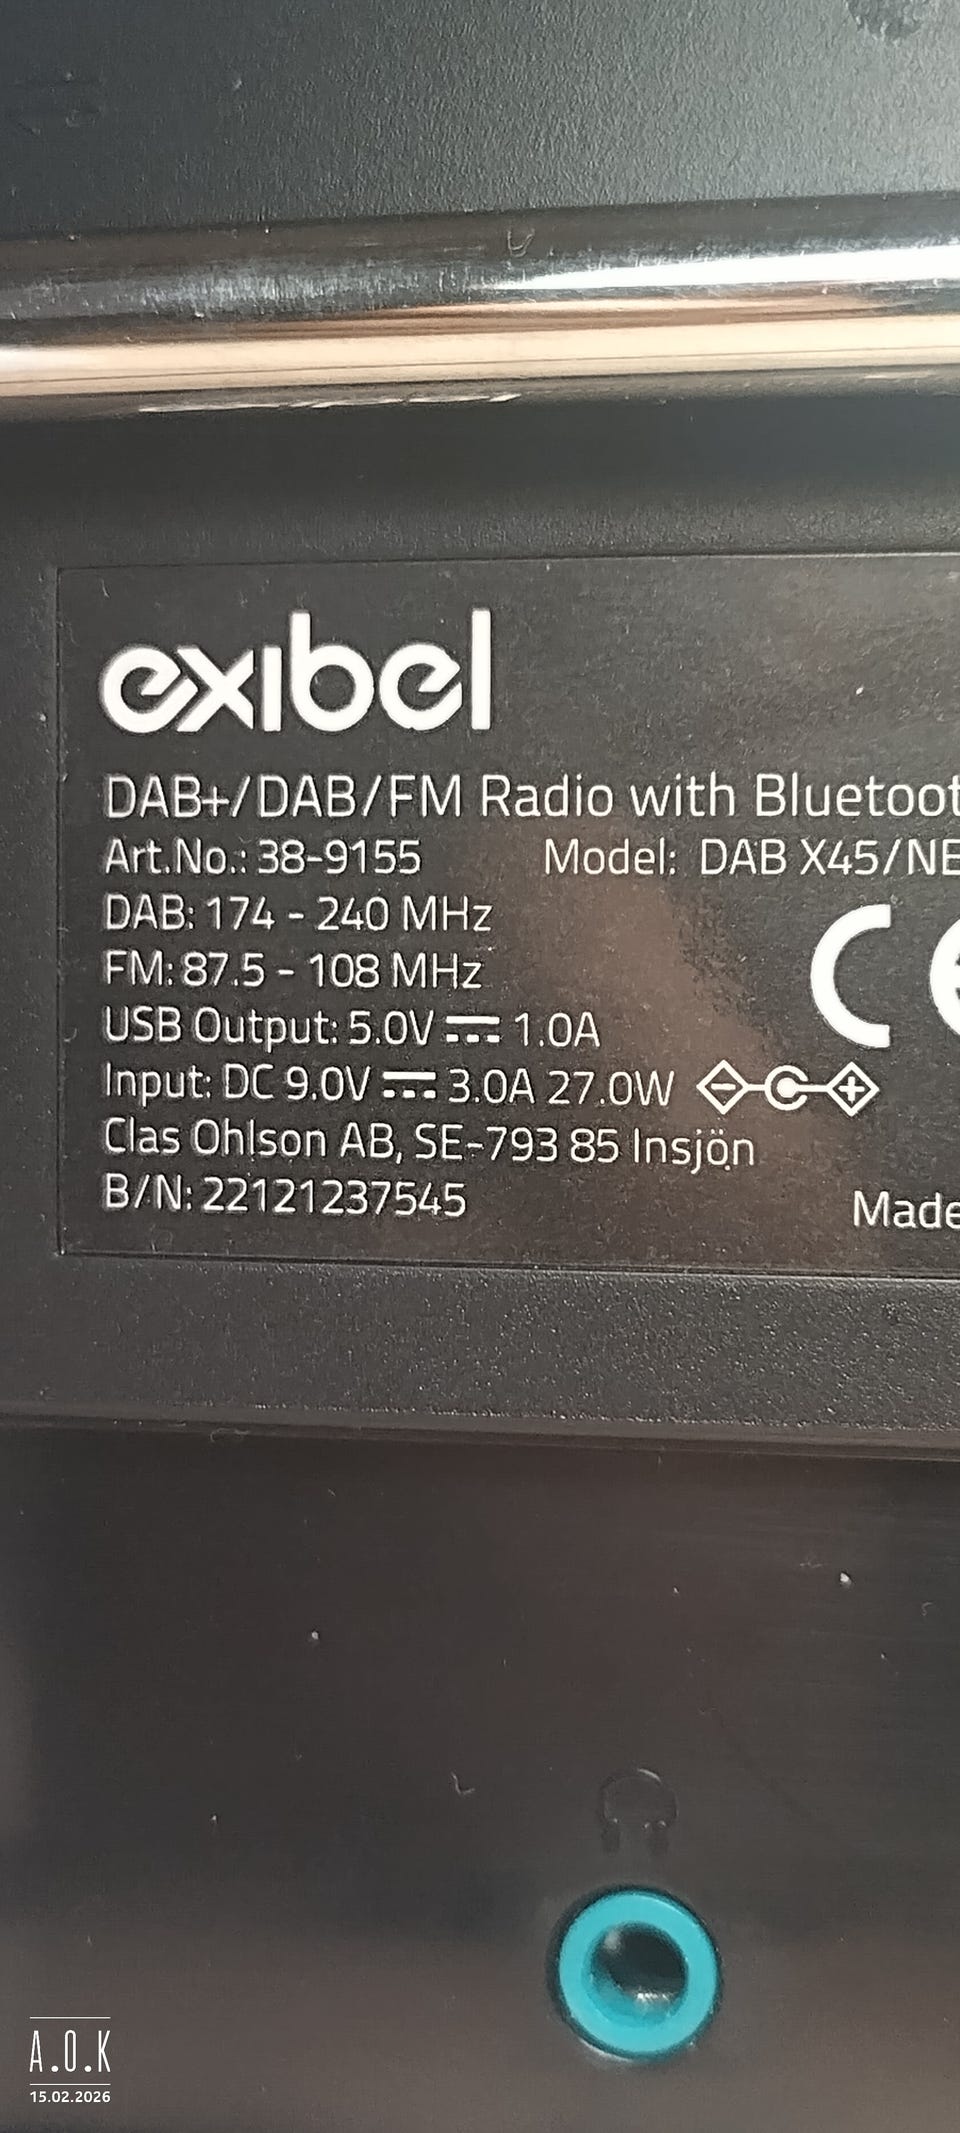 exibel
DAB+/DAB/FM Radio with Bluetoot
Art.No.: 38-9155 Model: DAB X45/NE
DAB: 174 - 240 MHz
FM: 87.5 - 108 MHz
USB Output: 5.0V ⎓ 1.0A
Input: DC 9.0V ⎓ 3.0A 27.0W
Clas Ohlson AB, SE-793 85 Insjön
B/N: 22121237545
Made
CE
A.O.K
15.02.2026